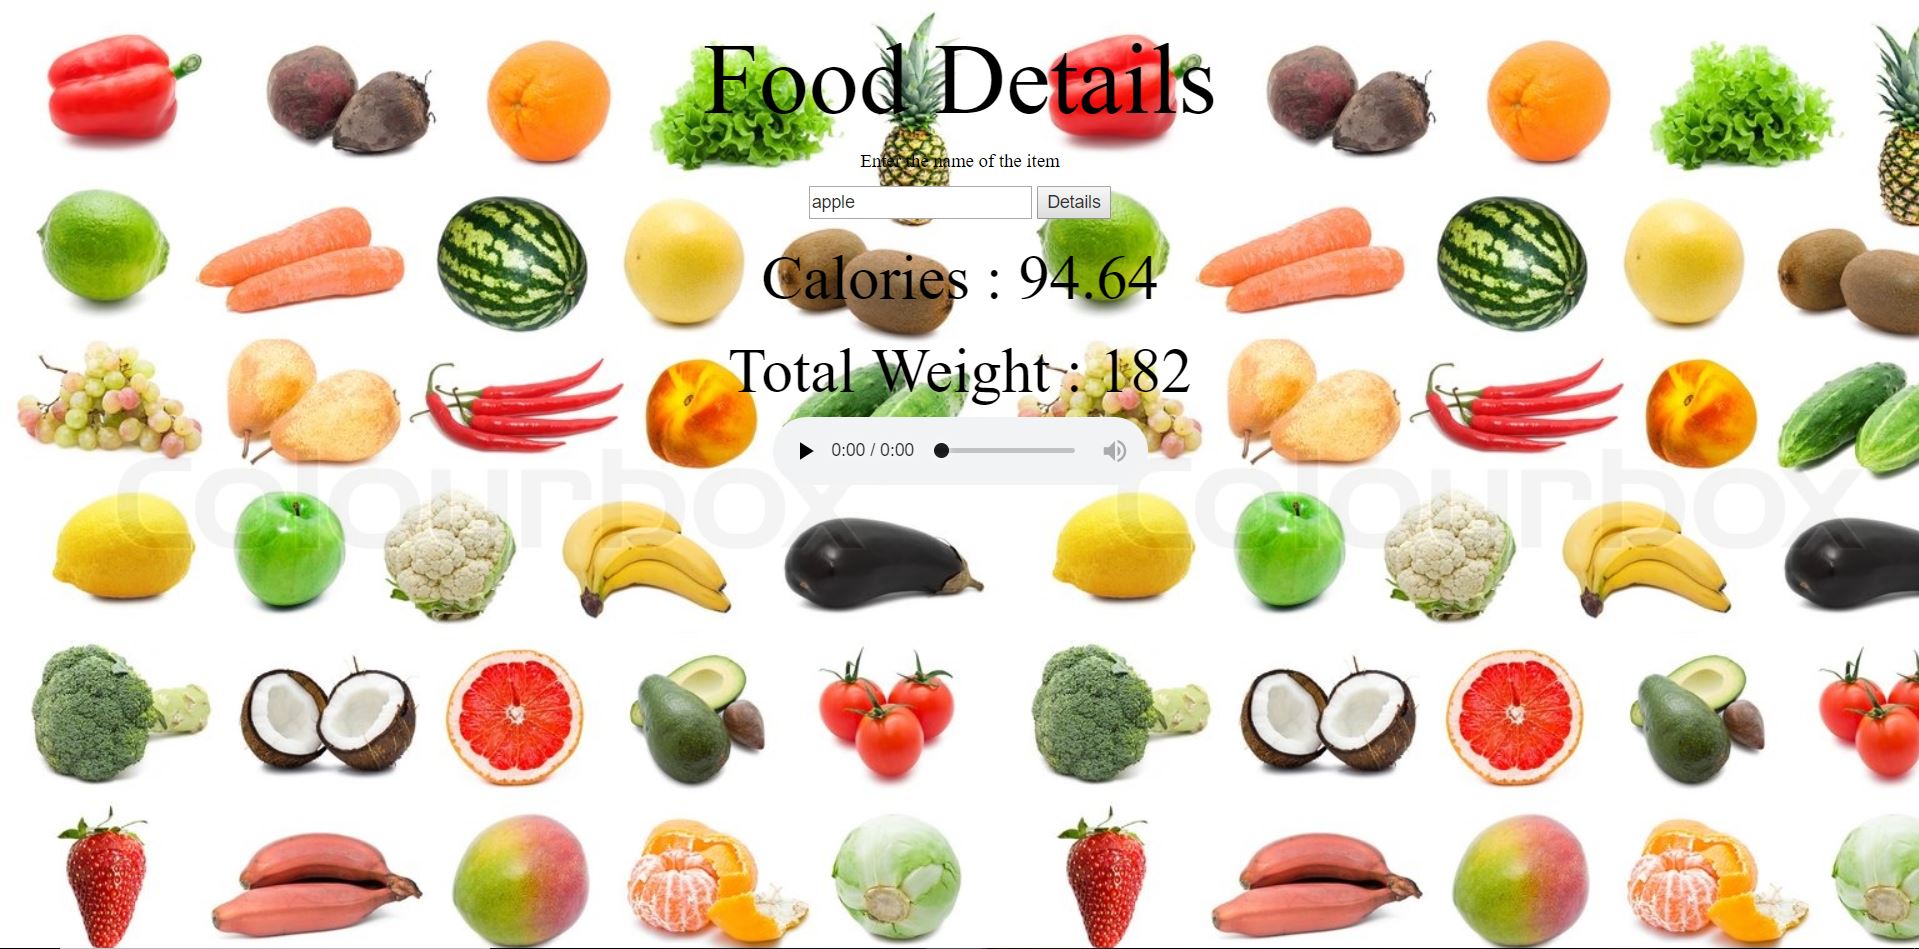 Food Details
Enter the name of the item
apple Details
Calories : 94.64
Total Weight : 182
0:00 / 0:00
Colourbox Colourbox